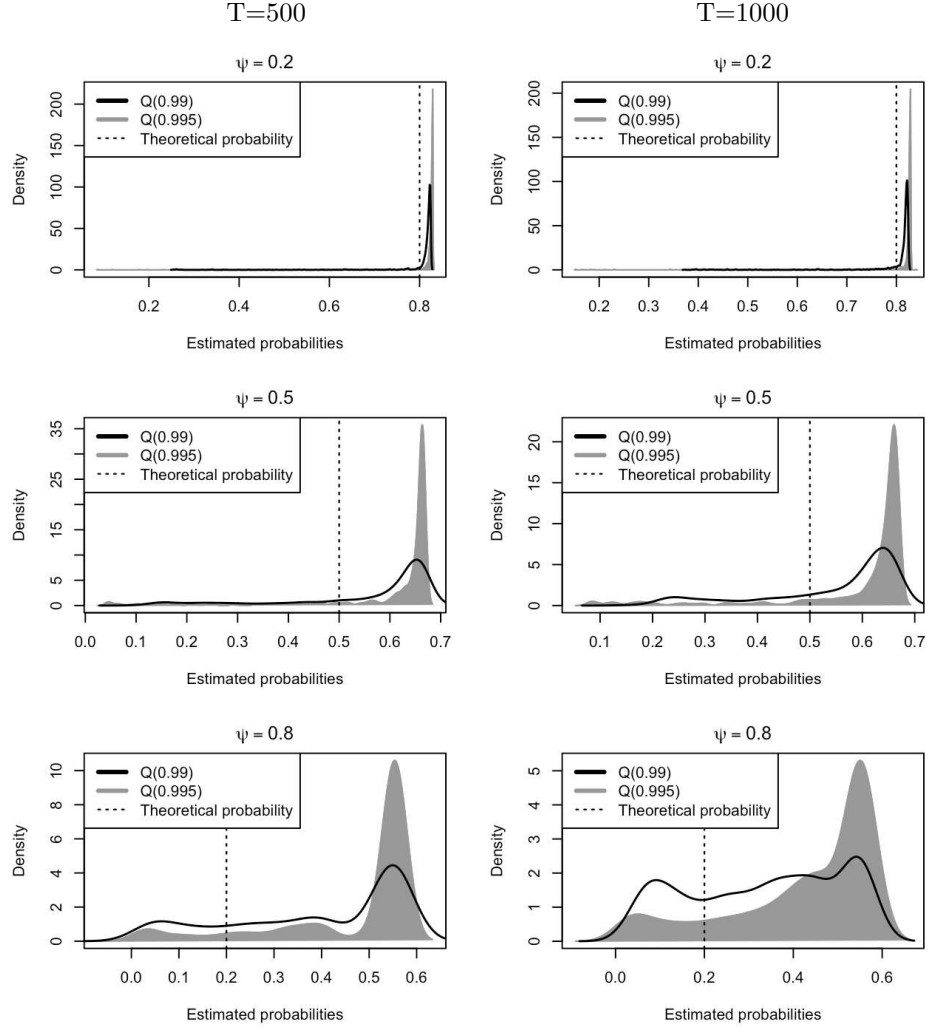 T=500
T=1000
ψ = 0.2
Q(0.99)
Q(0.995)
Theoretical probability
Density
0 50 100 150 200
0.2 0.4 0.6 0.8
Estimated probabilities
ψ = 0.2
Q(0.99)
Q(0.995)
Theoretical probability
Density
0 50 100 150 200
0.2 0.3 0.4 0.5 0.6 0.7 0.8
Estimated probabilities
ψ = 0.5
Q(0.99)
Q(0.995)
Theoretical probability
Density
0 5 15 25 35
0.0 0.1 0.2 0.3 0.4 0.5 0.6 0.7
Estimated probabilities
ψ = 0.5
Q(0.99)
Q(0.995)
Theoretical probability
Density
0 5 10 15 20
0.1 0.2 0.3 0.4 0.5 0.6 0.7
Estimated probabilities
ψ = 0.8
Q(0.99)
Q(0.995)
Theoretical probability
Density
0 2 4 6 8 10
0.0 0.1 0.2 0.3 0.4 0.5 0.6
Estimated probabilities
ψ = 0.8
Q(0.99)
Q(0.995)
Theoretical probability
Density
0 1 2 3 4 5
0.0 0.2 0.4 0.6
Estimated probabilities